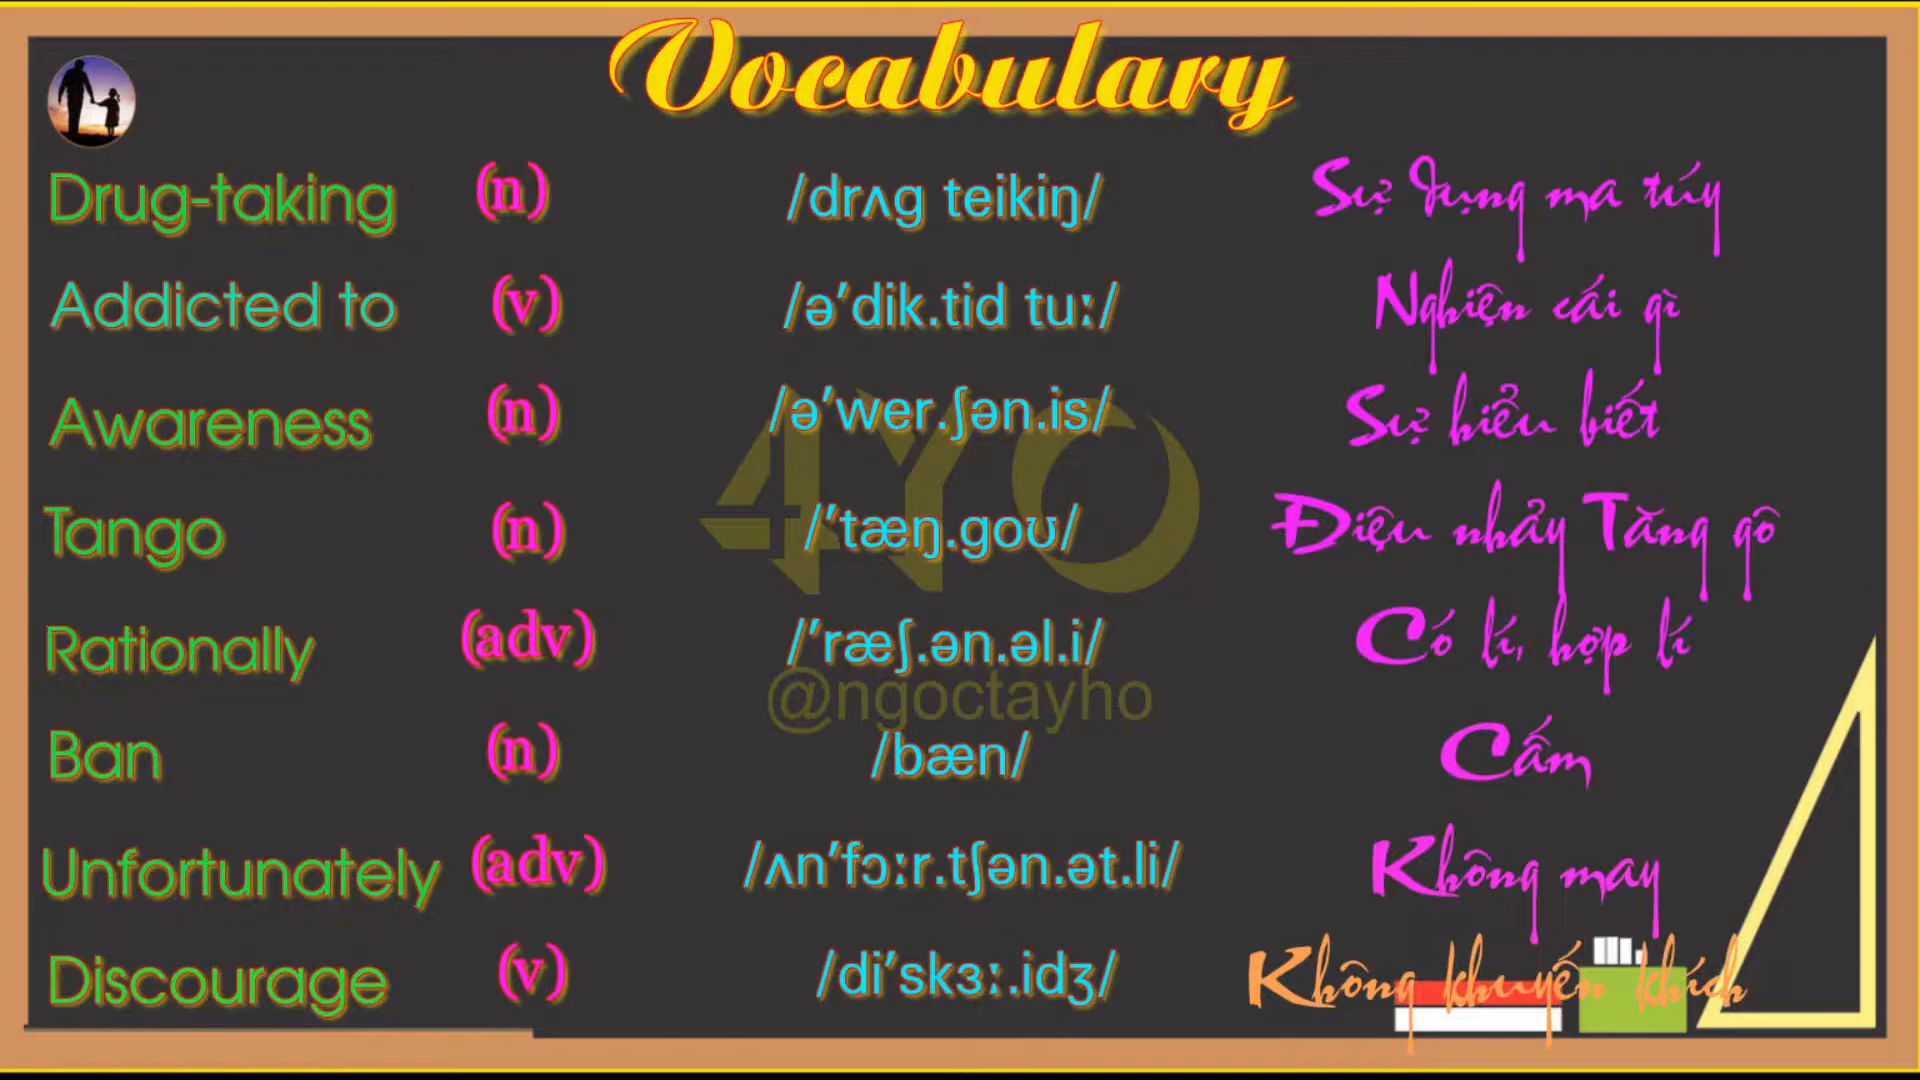 Vocabulary
Drug-taking (n) /drʌg teikiŋ/ Sự dụng ma túy
Addicted to (v) /ə'dik.tid tuː/ Nghiện cái gì
Awareness (n) /ə'wer.ʃən.is/ Sự hiểu biết
4YO
Tango (n) /'tæŋ.goʊ/ Điệu nhảy Tăng gô
Rationally (adv) /'ræʃ.ən.əl.i/ Có lí, hợp lí
@ngoctayho
Ban (n) /bæn/ Cấm
Unfortunately (adv) /ʌn'fɔːr.tʃən.ət.li/ Không may
Discourage (v) /di'skɜː.idʒ/ Không khuyến khích